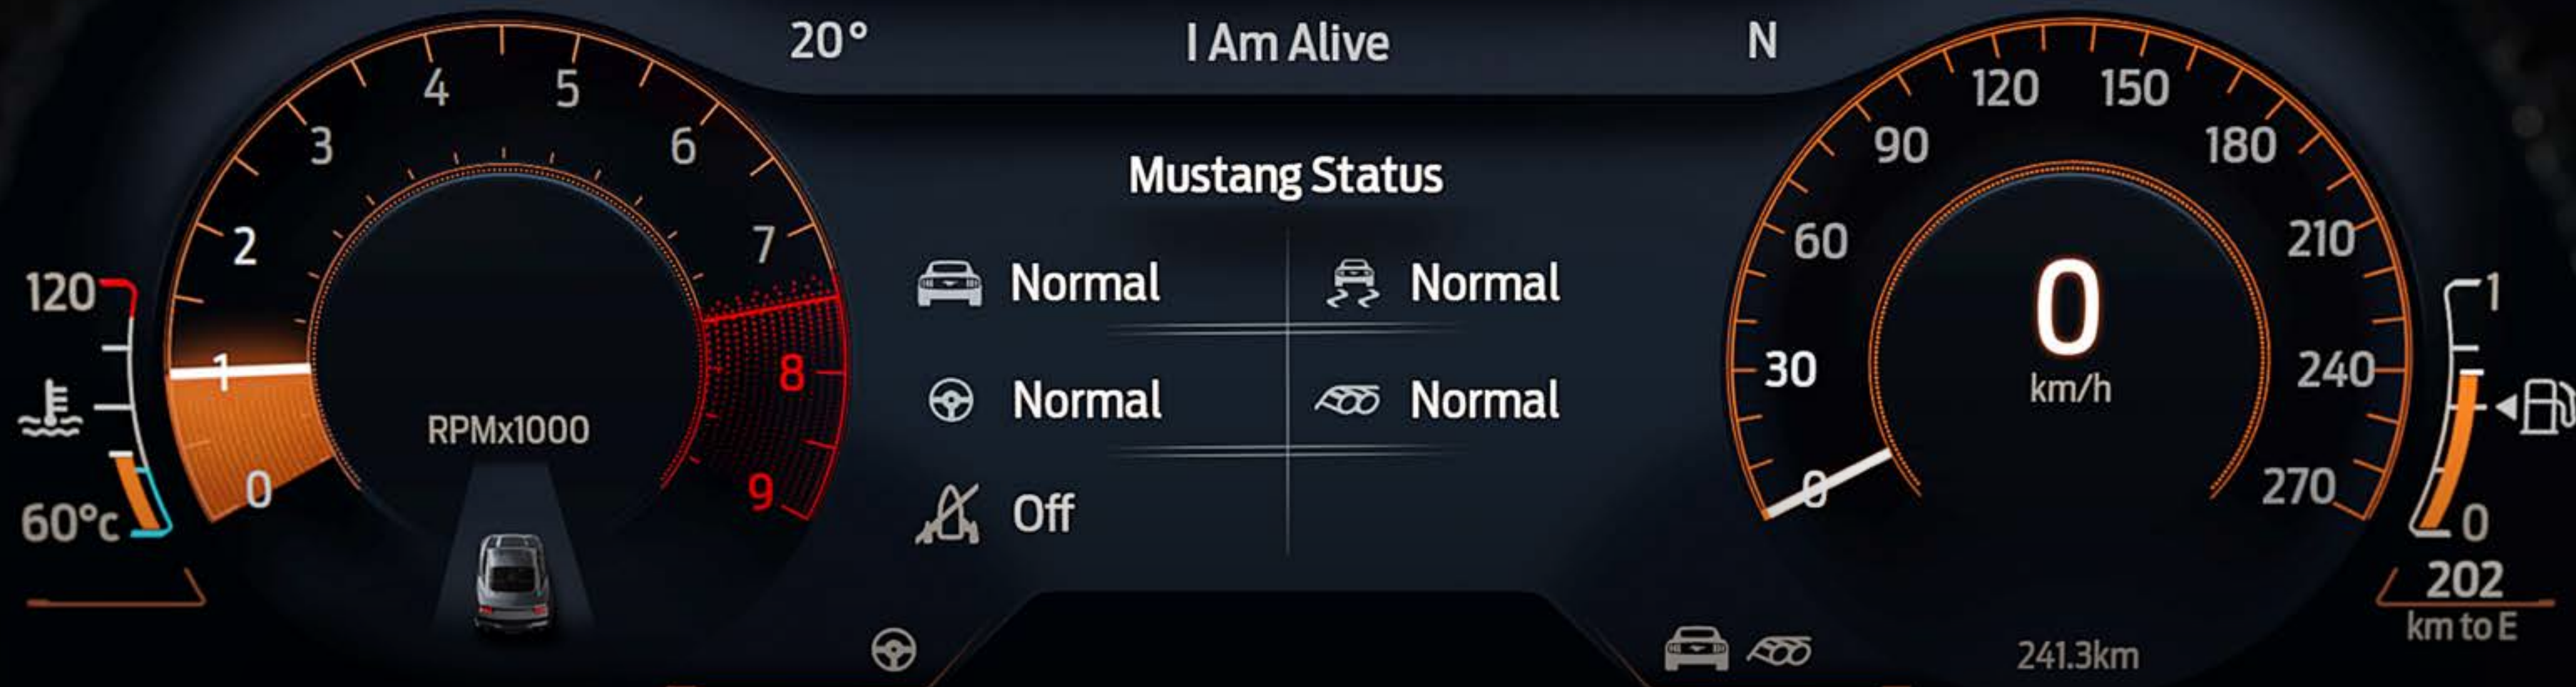 20° I Am Alive N
4 5
3 6
2 7
1 8
0 9
RPMx1000
120
60°c
Mustang Status
Normal Normal
Normal Normal
Off
120 150
90 180
60 210
30 240
0 270
0
km/h
1
0
202
km to E
241.3km